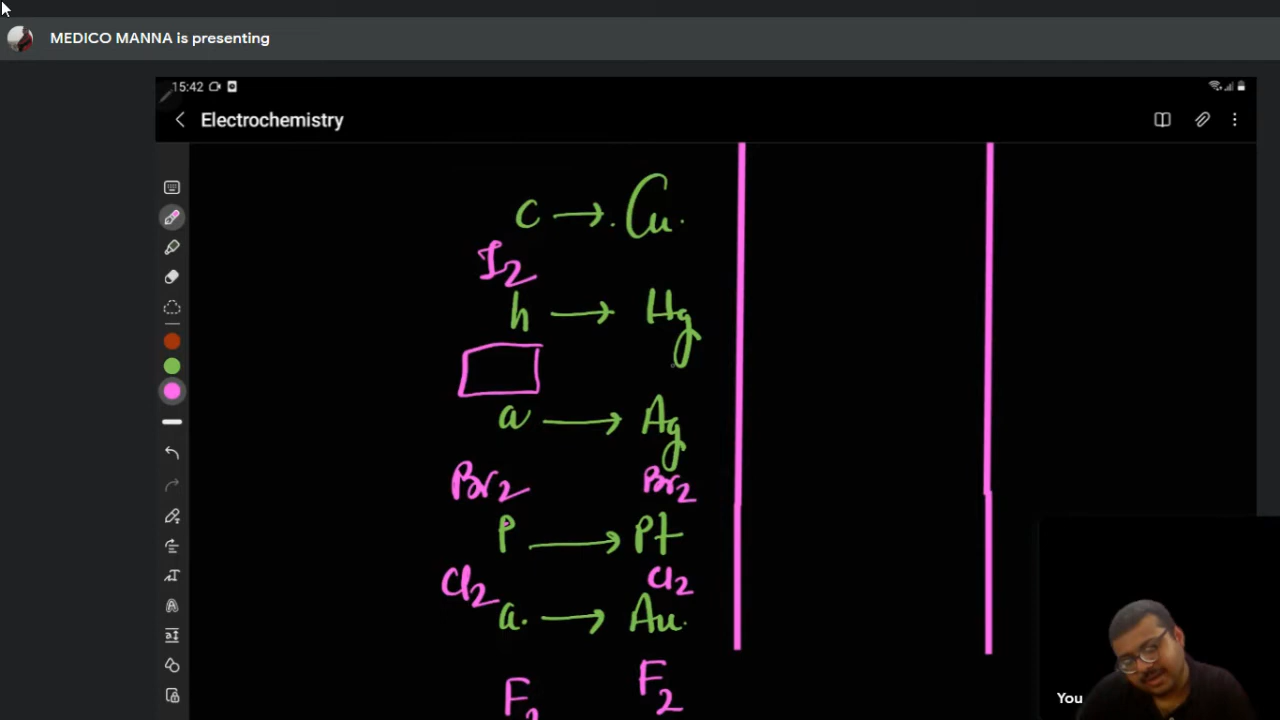 MEDICO MANNA is presenting
15:42
Electrochemistry
c → Cu
I2
h → Hg
a → Ag
Br2 Br2
P → Pt
Cl2 Cl2
a. → Au.
F2 F2
You